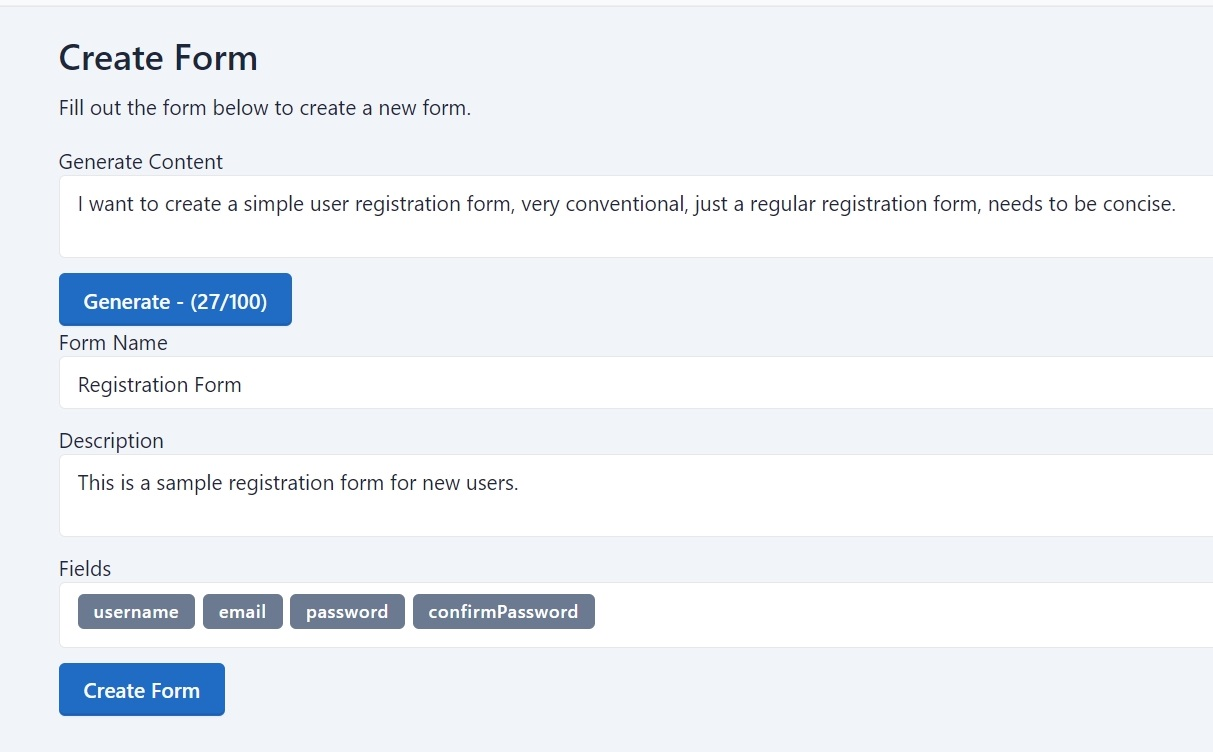 Create Form
Fill out the form below to create a new form.
Generate Content
I want to create a simple user registration form, very conventional, just a regular registration form, needs to be concise.
Generate - (27/100)
Form Name
Registration Form
Description
This is a sample registration form for new users.
Fields
username email password confirmPassword
Create Form